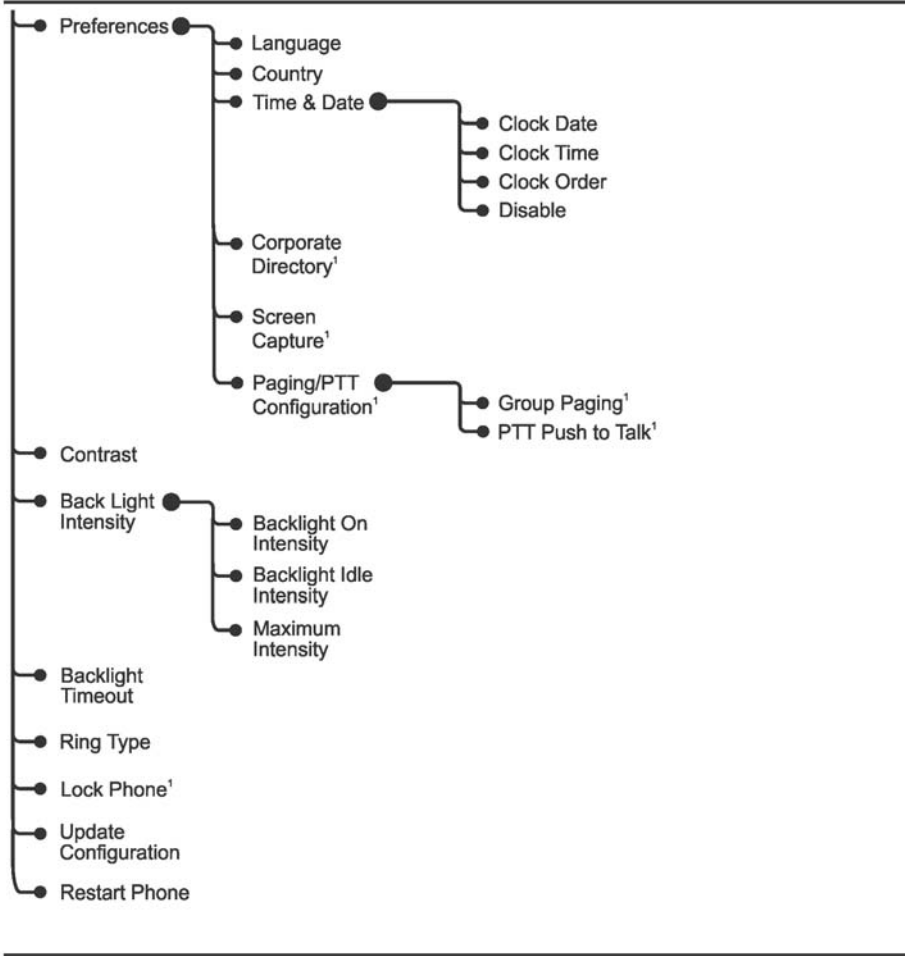 Preferences
Language
Country
Time & Date
Clock Date
Clock Time
Clock Order
Disable
Corporate
Directory¹
Screen
Capture¹
Paging/PTT
Configuration¹
Group Paging¹
PTT Push to Talk¹
Contrast
Back Light
Intensity
Backlight On
Intensity
Backlight Idle
Intensity
Maximum
Intensity
Backlight
Timeout
Ring Type
Lock Phone¹
Update
Configuration
Restart Phone